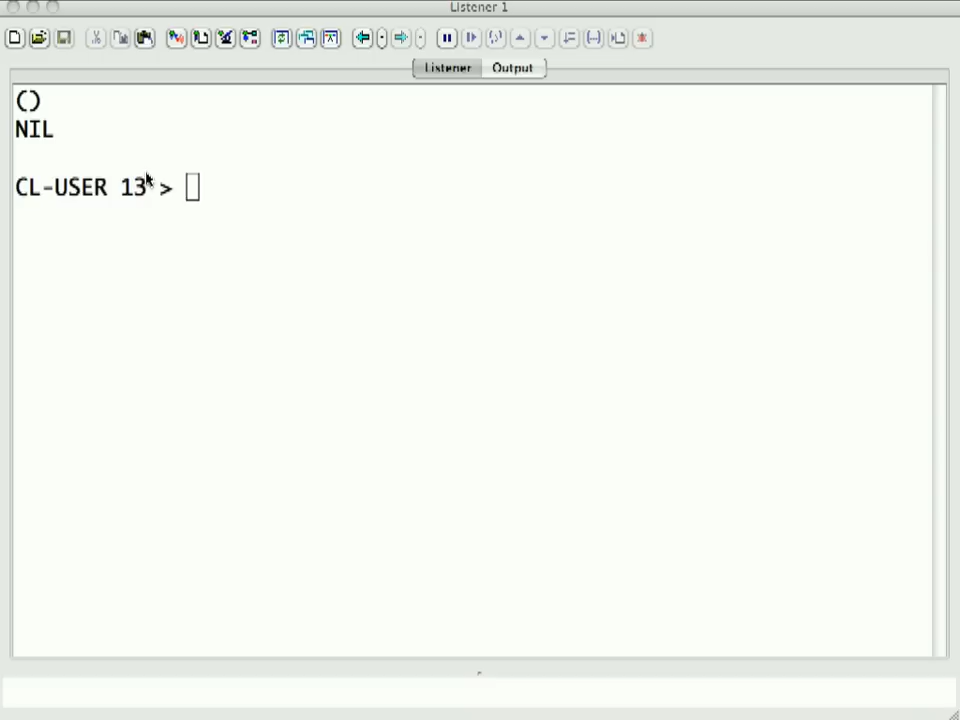 Listener 1
Listener Output
()
NIL
CL-USER 13 >